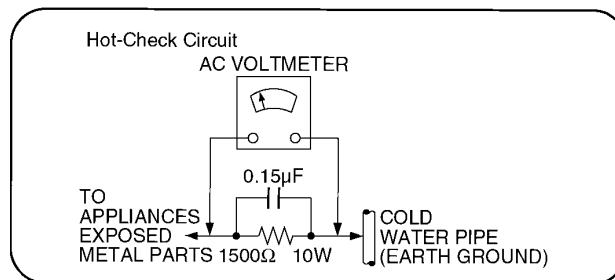 Hot-Check Circuit
AC VOLTMETER
0.15µF
TO
APPLIANCES
EXPOSED
METAL PARTS
1500Ω 10W
COLD
WATER PIPE
(EARTH GROUND)